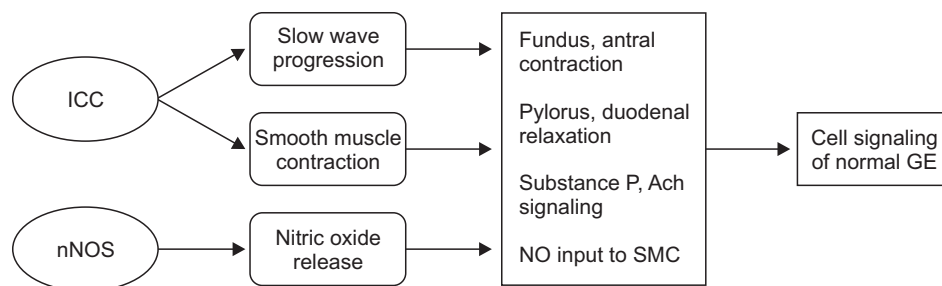 ICC
Slow wave
progression
Smooth muscle
contraction
nNOS
Nitric oxide
release
Fundus, antral
contraction
Pylorus, duodenal
relaxation
Substance P, Ach
signaling
NO input to SMC
Cell signaling
of normal GE